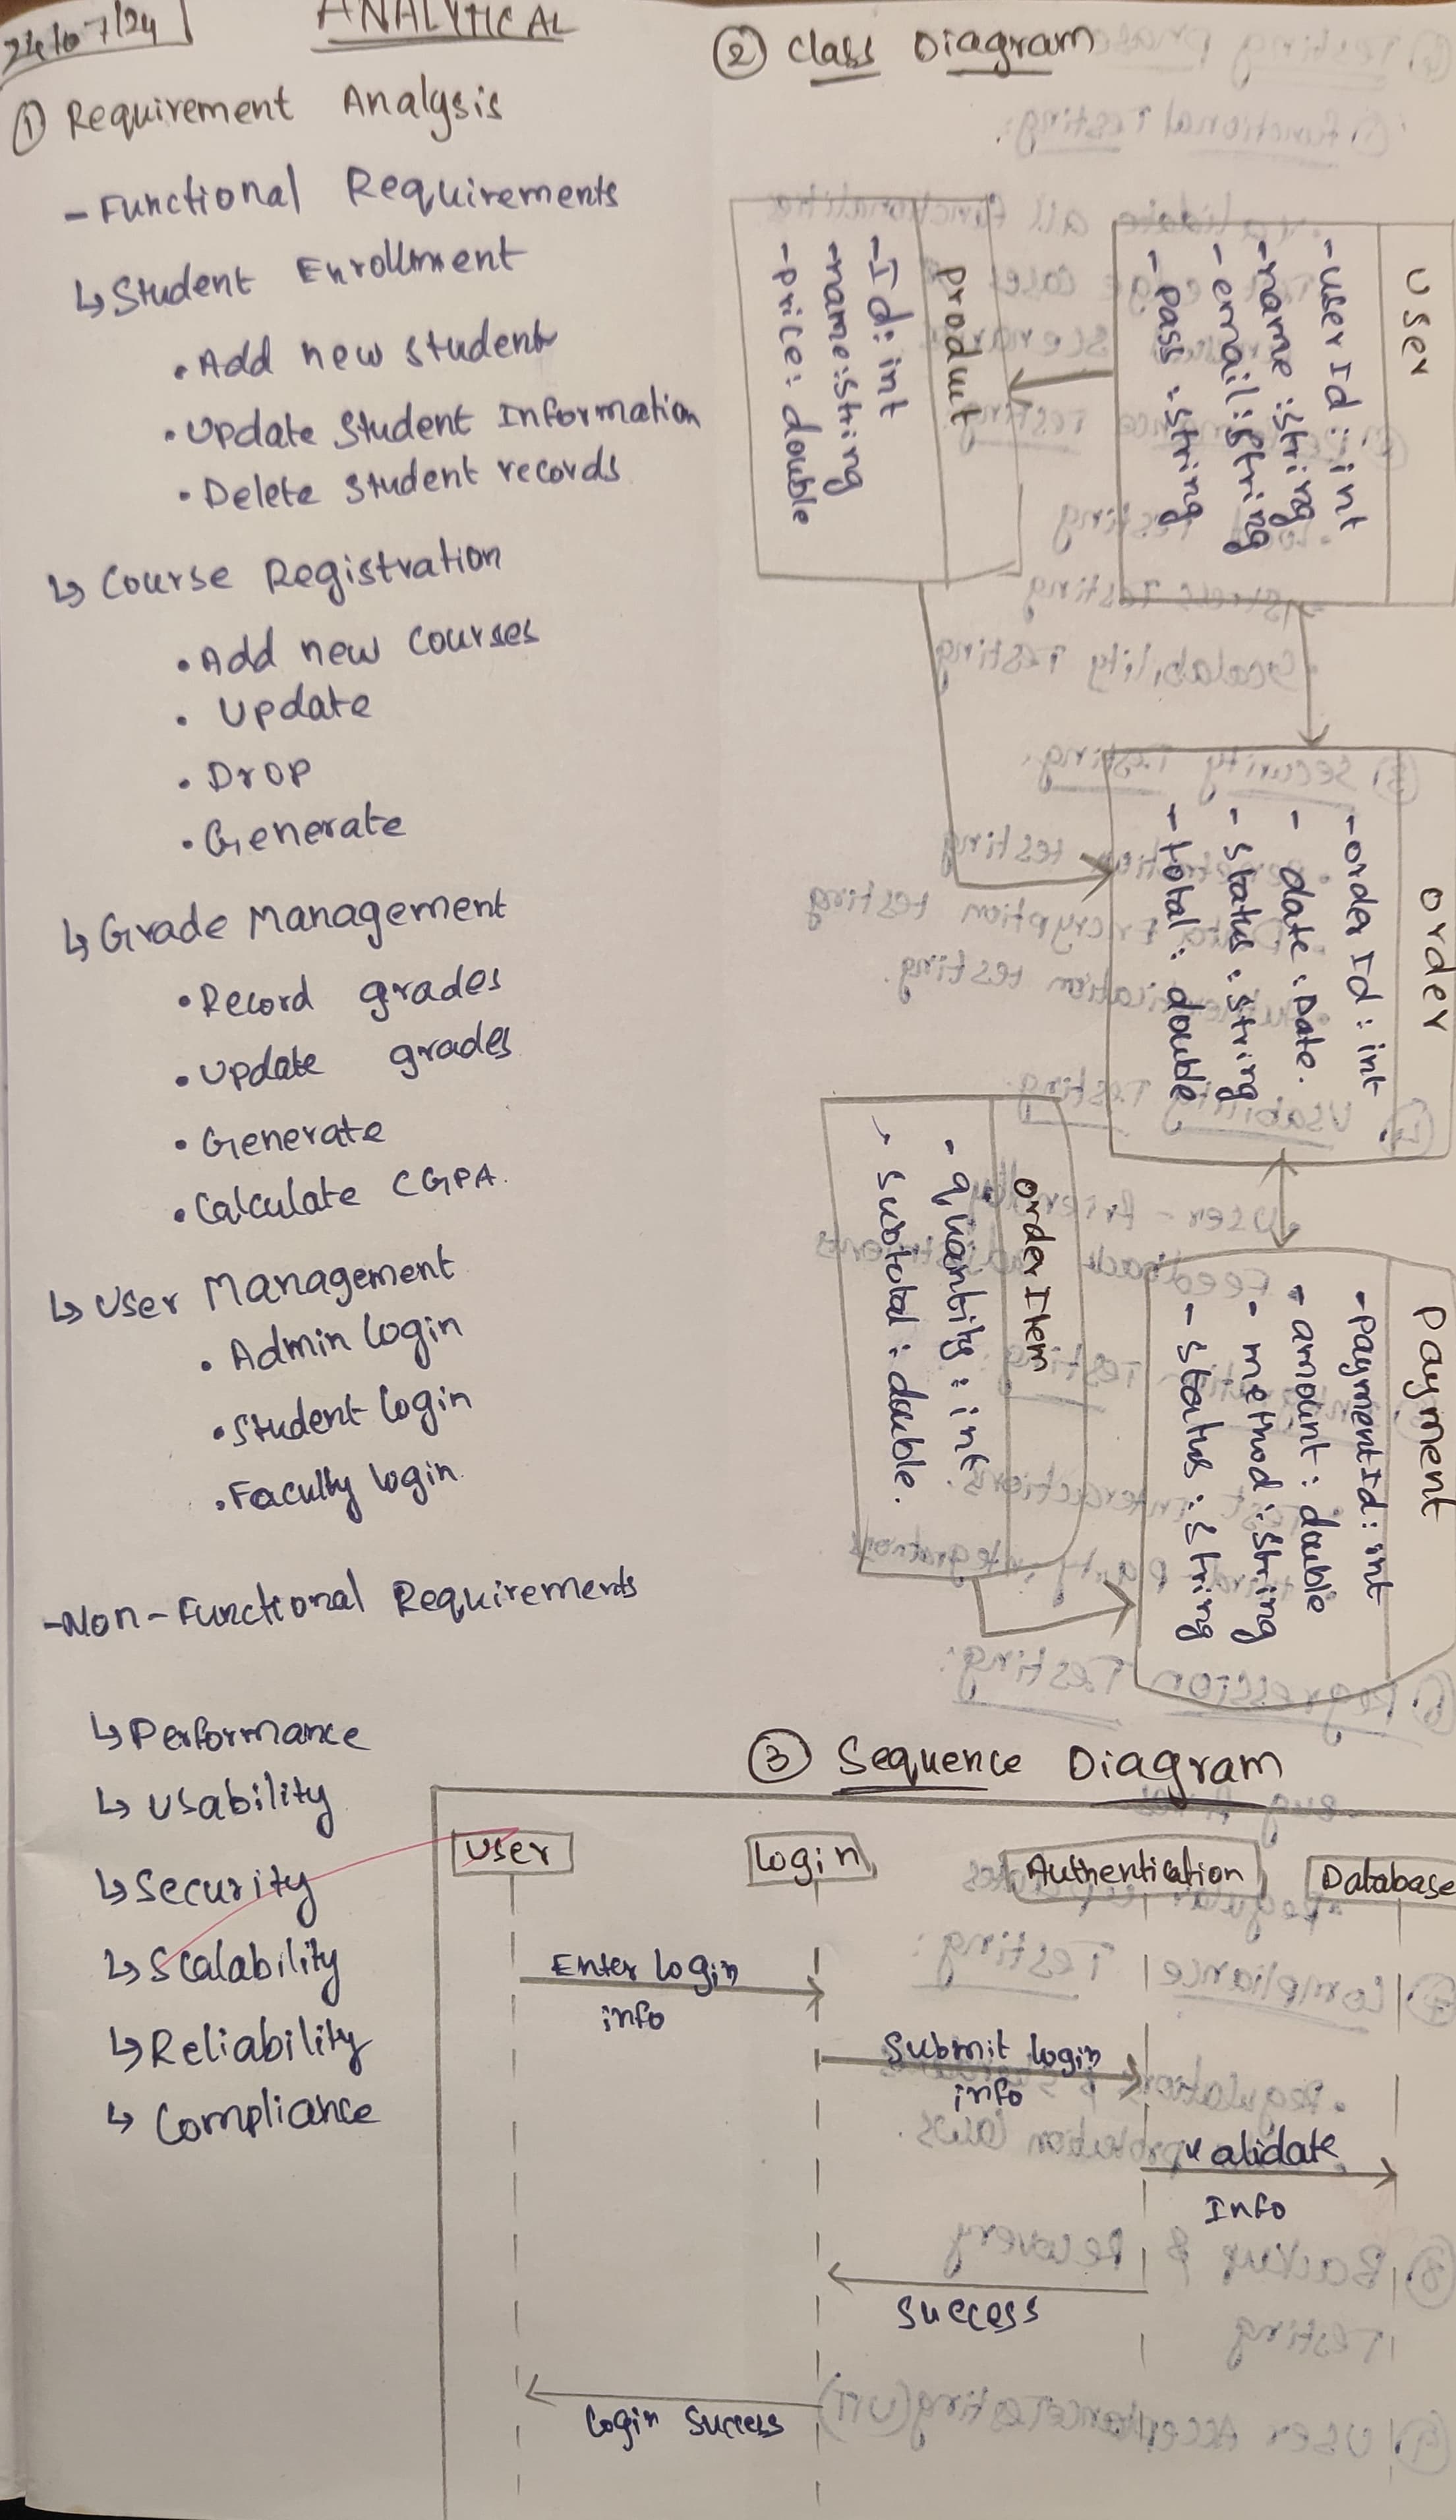 24/07/24
ANALYTICAL
① Requirement Analysis
- Functional Requirements
↳ Student Enrollment
• Add new student
• Update Student Information
• Delete student records
↳ Course Registration
• Add new courses
• Update
• Drop
• Generate
↳ Grade Management
• Record grades
• Update grades
• Generate
• Calculate CGPA.
↳ User Management
• Admin login
• Student login
• Faculty login.
- Non-Functional Requirements
↳ Performance
↳ Usability
↳ Security
↳ Scalability
↳ Reliability
↳ Compliance
② Class Diagram
User
- userId : int
- name : string
- email : string
- pass : string
Product
- Id : int
- name : string
- price : double
order
- orderId : int
- date : Date.
- status : string
- total : double
orderItem
- quantity : int
- subtotal : double.
Payment
- paymentId : int
- amount : double
- method : string
- status : string
③ Sequence Diagram
User
login
Authentication
Database
Enter login
info
Submit login
info
validate
Info
success
login success